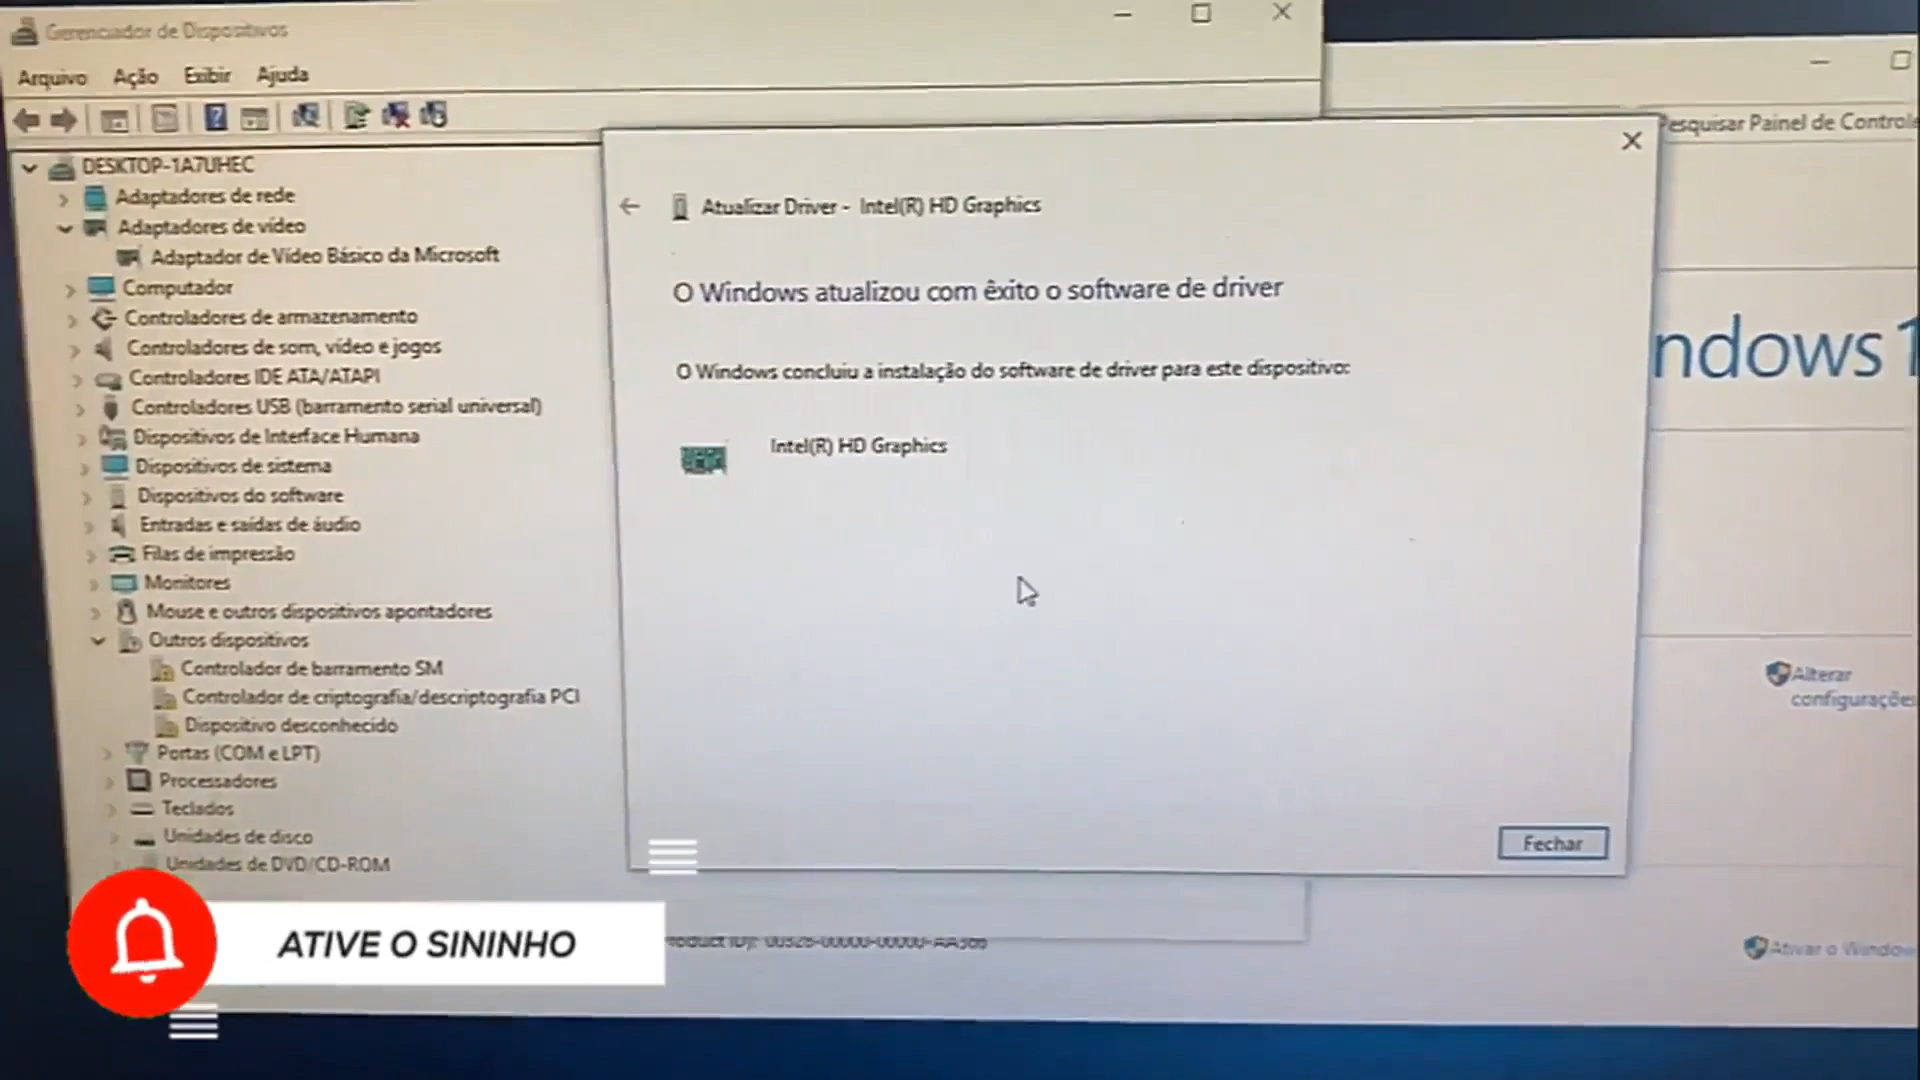 Gerenciador de Dispositivos
Arquivo Ação Exibir Ajuda
DESKTOP-1A7UHEC
Adaptadores de rede
Adaptadores de vídeo
Adaptador de Vídeo Básico da Microsoft
Computador
Controladores de armazenamento
Controladores de som, vídeo e jogos
Controladores IDE ATA/ATAPI
Controladores USB (barramento serial universal)
Dispositivos de Interface Humana
Dispositivos de sistema
Dispositivos do software
Entradas e saídas de áudio
Filas de impressão
Monitores
Mouse e outros dispositivos apontadores
Outros dispositivos
Controlador de barramento SM
Controlador de criptografia/descriptografia PCI
Dispositivo desconhecido
Portas (COM e LPT)
Processadores
Teclados
Unidades de disco
Unidades de DVD/CD-ROM
Atualizar Driver - Intel(R) HD Graphics
O Windows atualizou com êxito o software de driver
O Windows concluiu a instalação do software de driver para este dispositivo:
Intel(R) HD Graphics
Fechar
Pesquisar Painel de Controle
ndows 1
Alterar
configurações
Ativar o Windows
ATIVE O SININHO